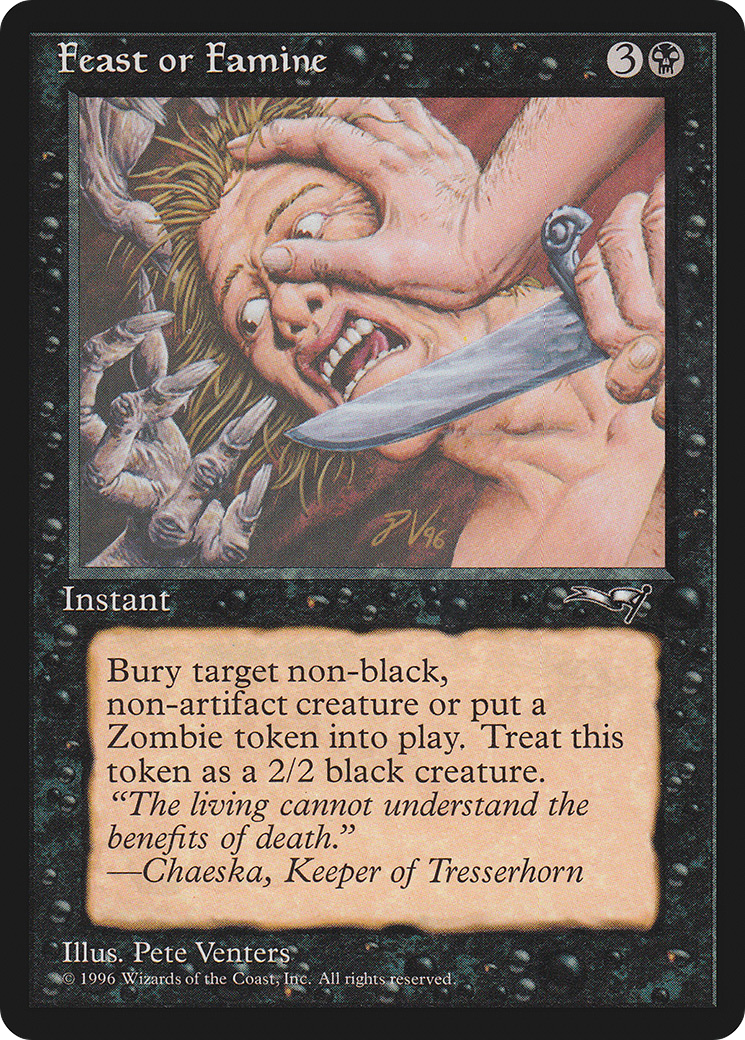 Feast or Famine
3
PV96
Instant
Bury target non-black,
non-artifact creature or put a
Zombie token into play. Treat this
token as a 2/2 black creature.
“The living cannot understand the
benefits of death.”
—Chaeska, Keeper of Tresserhorn
Illus. Pete Venters
© 1996 Wizards of the Coast, Inc. All rights reserved.